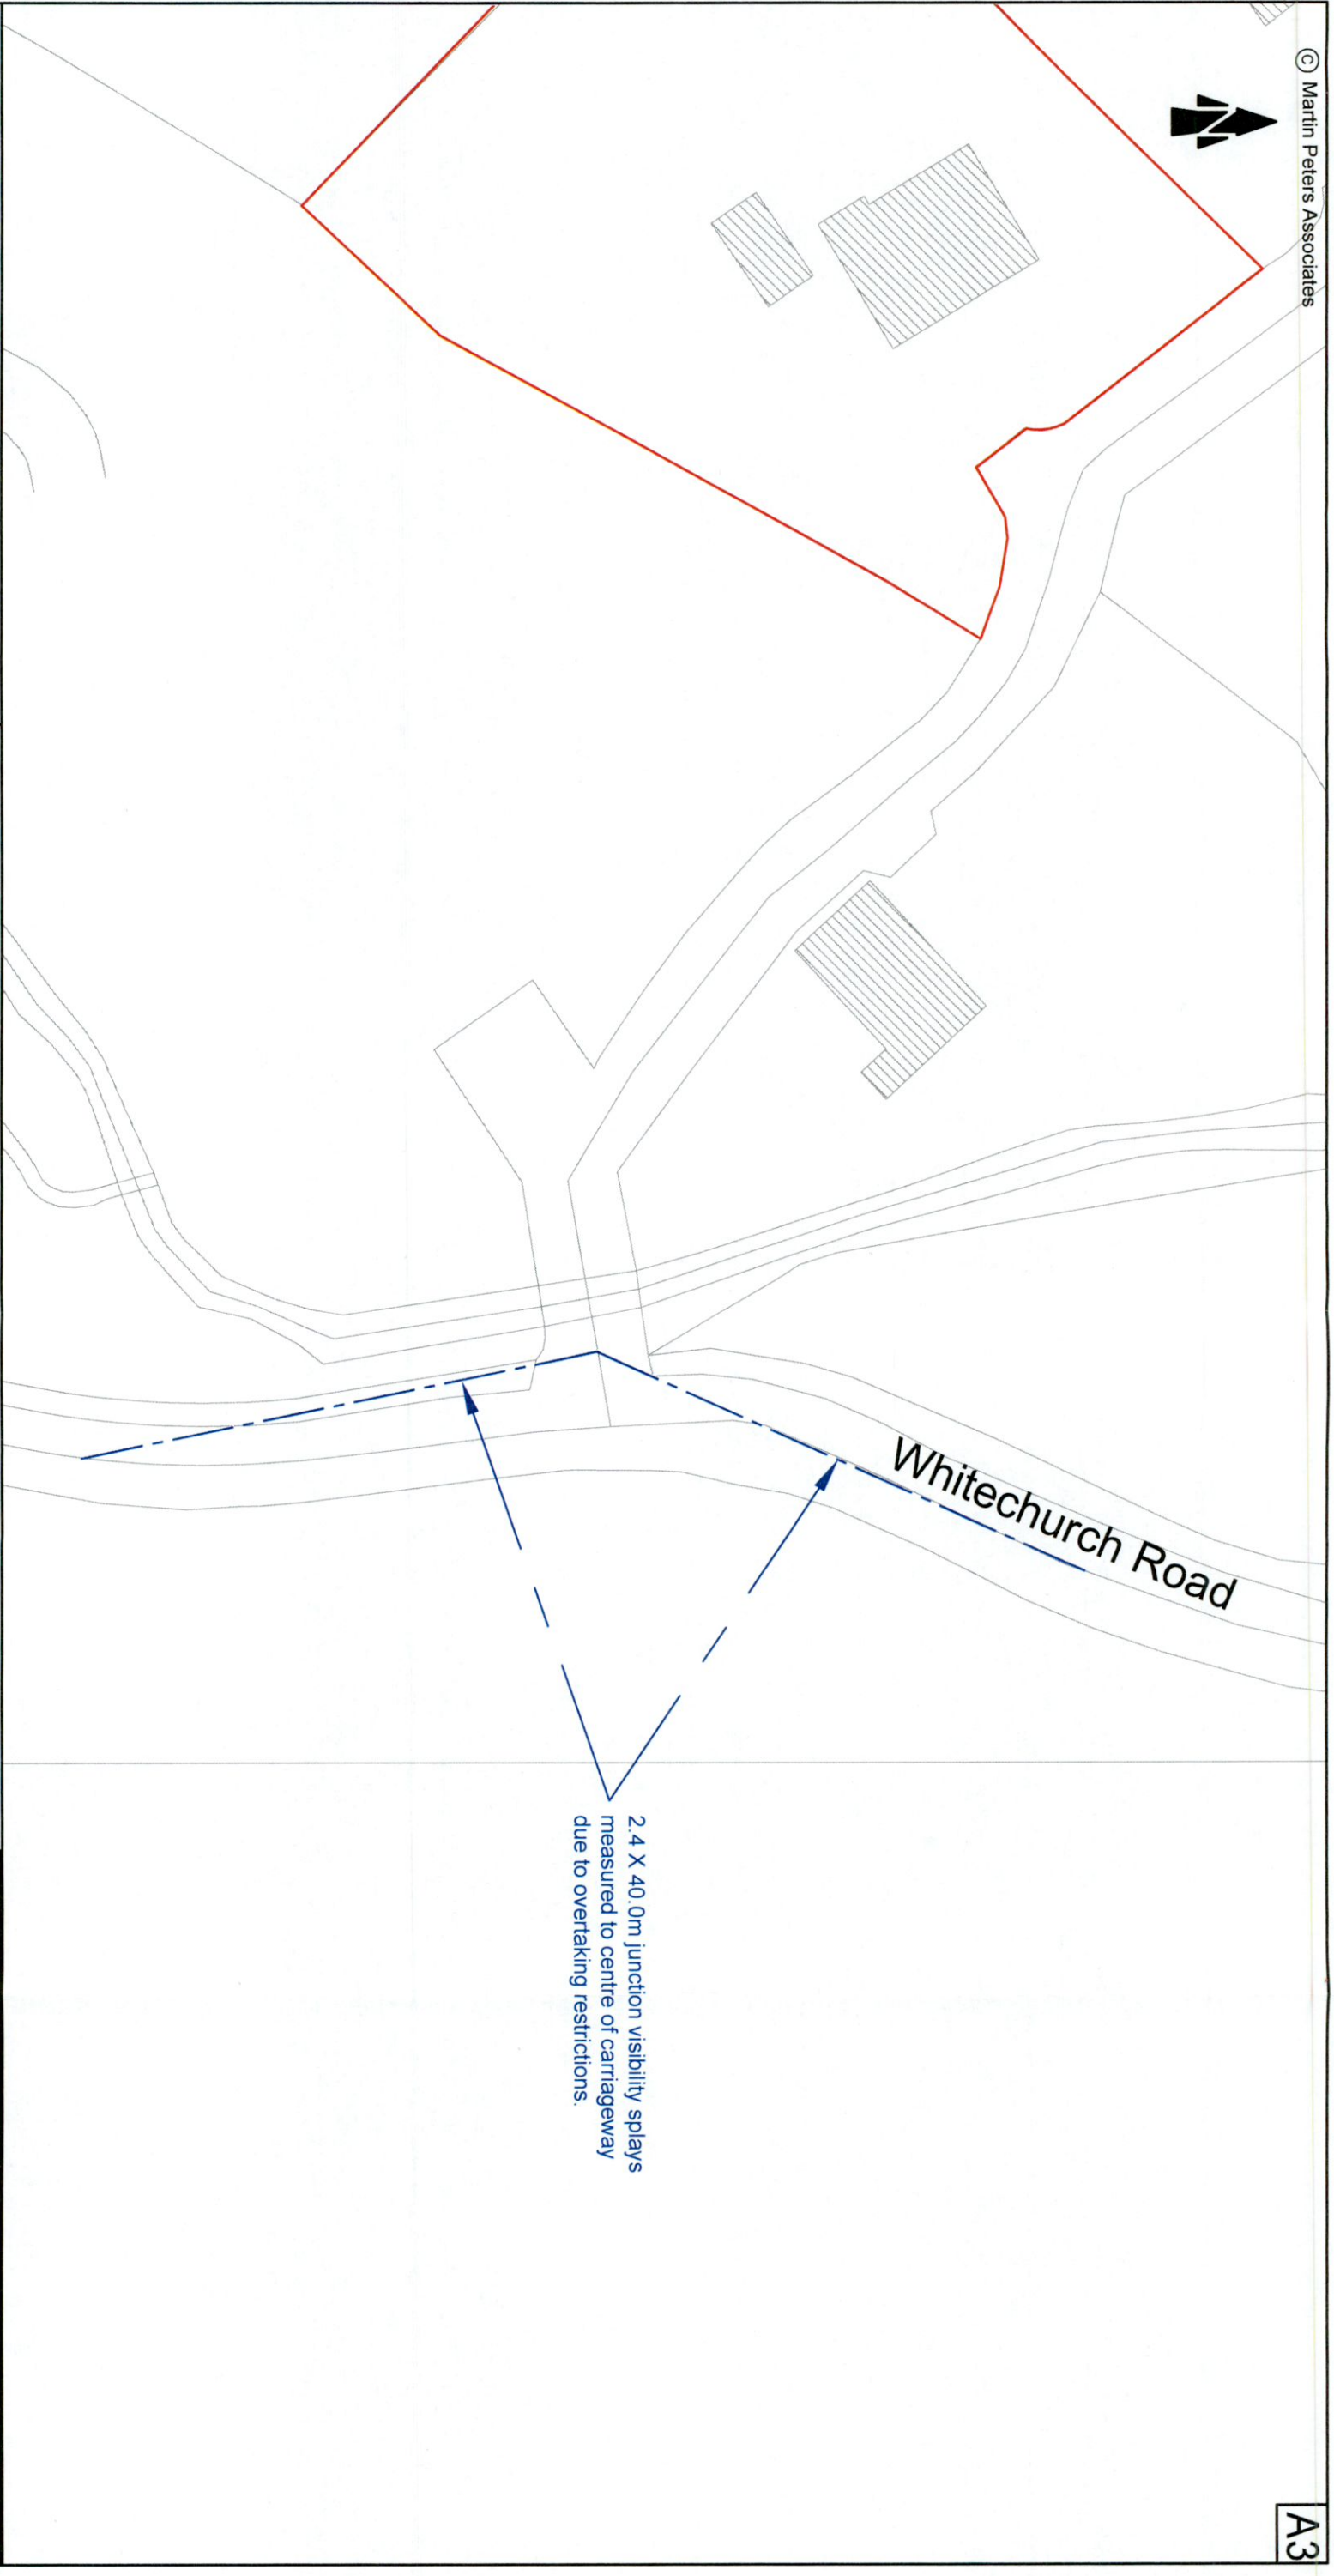 © Martin Peters Associates
N
A3
Whitechurch Road
2.4 X 40.0m junction visibility splays
measured to centre of carriageway
due to overtaking restrictions.